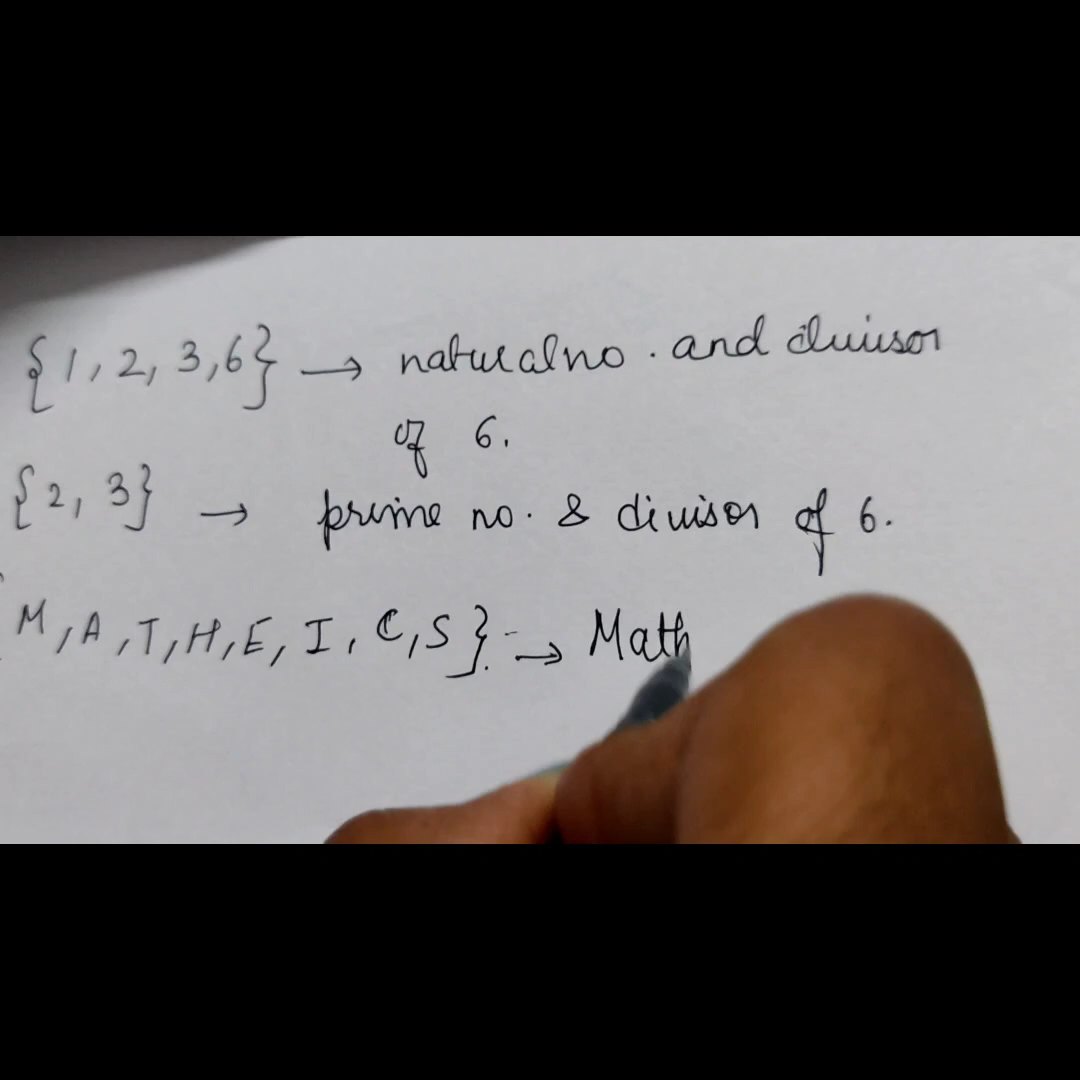 {1, 2, 3, 6} → natural no. and divisor
of 6.
{2, 3} → prime no. & divisor of 6.
M, A, T, H, E, I, C, S}. → Math